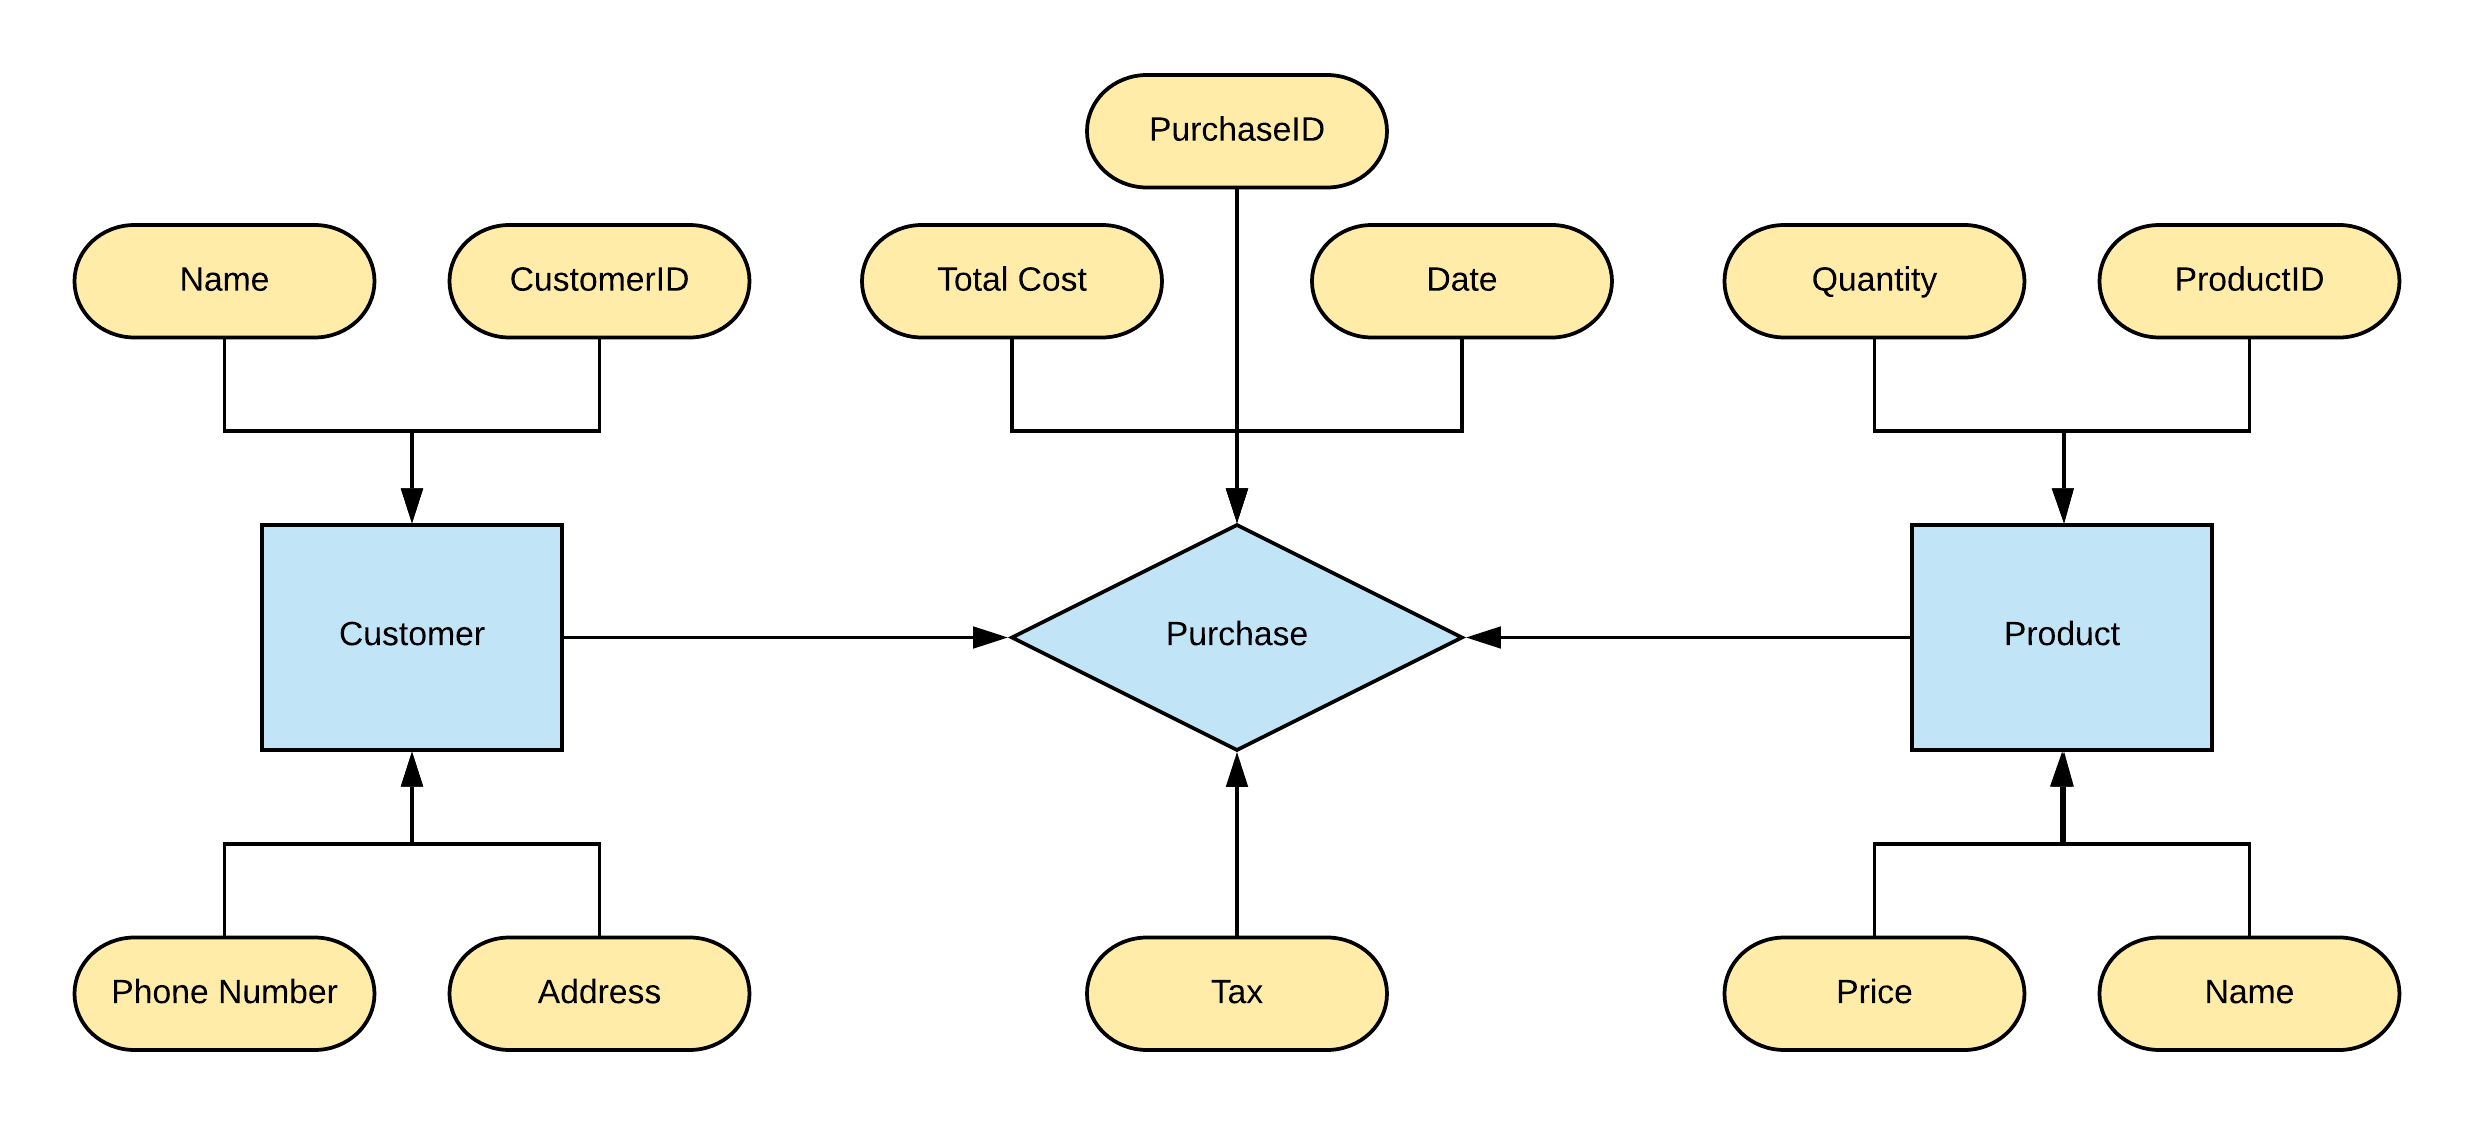 PurchaseID
Name
CustomerID
Total Cost
Date
Quantity
ProductID
Customer
Purchase
Product
Phone Number
Address
Tax
Price
Name